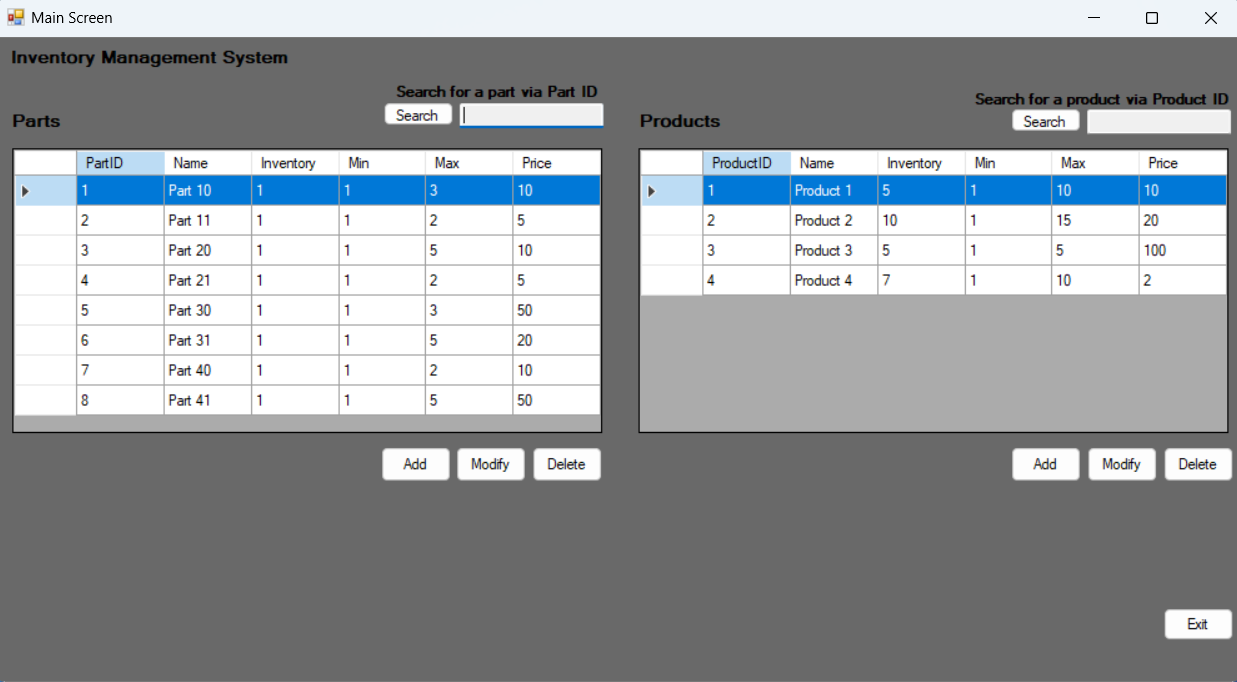 Main Screen
Inventory Management System
Search for a part via Part ID
Parts
Search
PartID Name Inventory Min Max Price
1 Part 10 1 1 3 10
2 Part 11 1 1 2 5
3 Part 20 1 1 5 10
4 Part 21 1 1 2 5
5 Part 30 1 1 3 50
6 Part 31 1 1 5 20
7 Part 40 1 1 2 10
8 Part 41 1 1 5 50
Add Modify Delete
Search for a product via Product ID
Products
Search
ProductID Name Inventory Min Max Price
1 Product 1 5 1 10 10
2 Product 2 10 1 15 20
3 Product 3 5 1 5 100
4 Product 4 7 1 10 2
Add Modify Delete
Exit